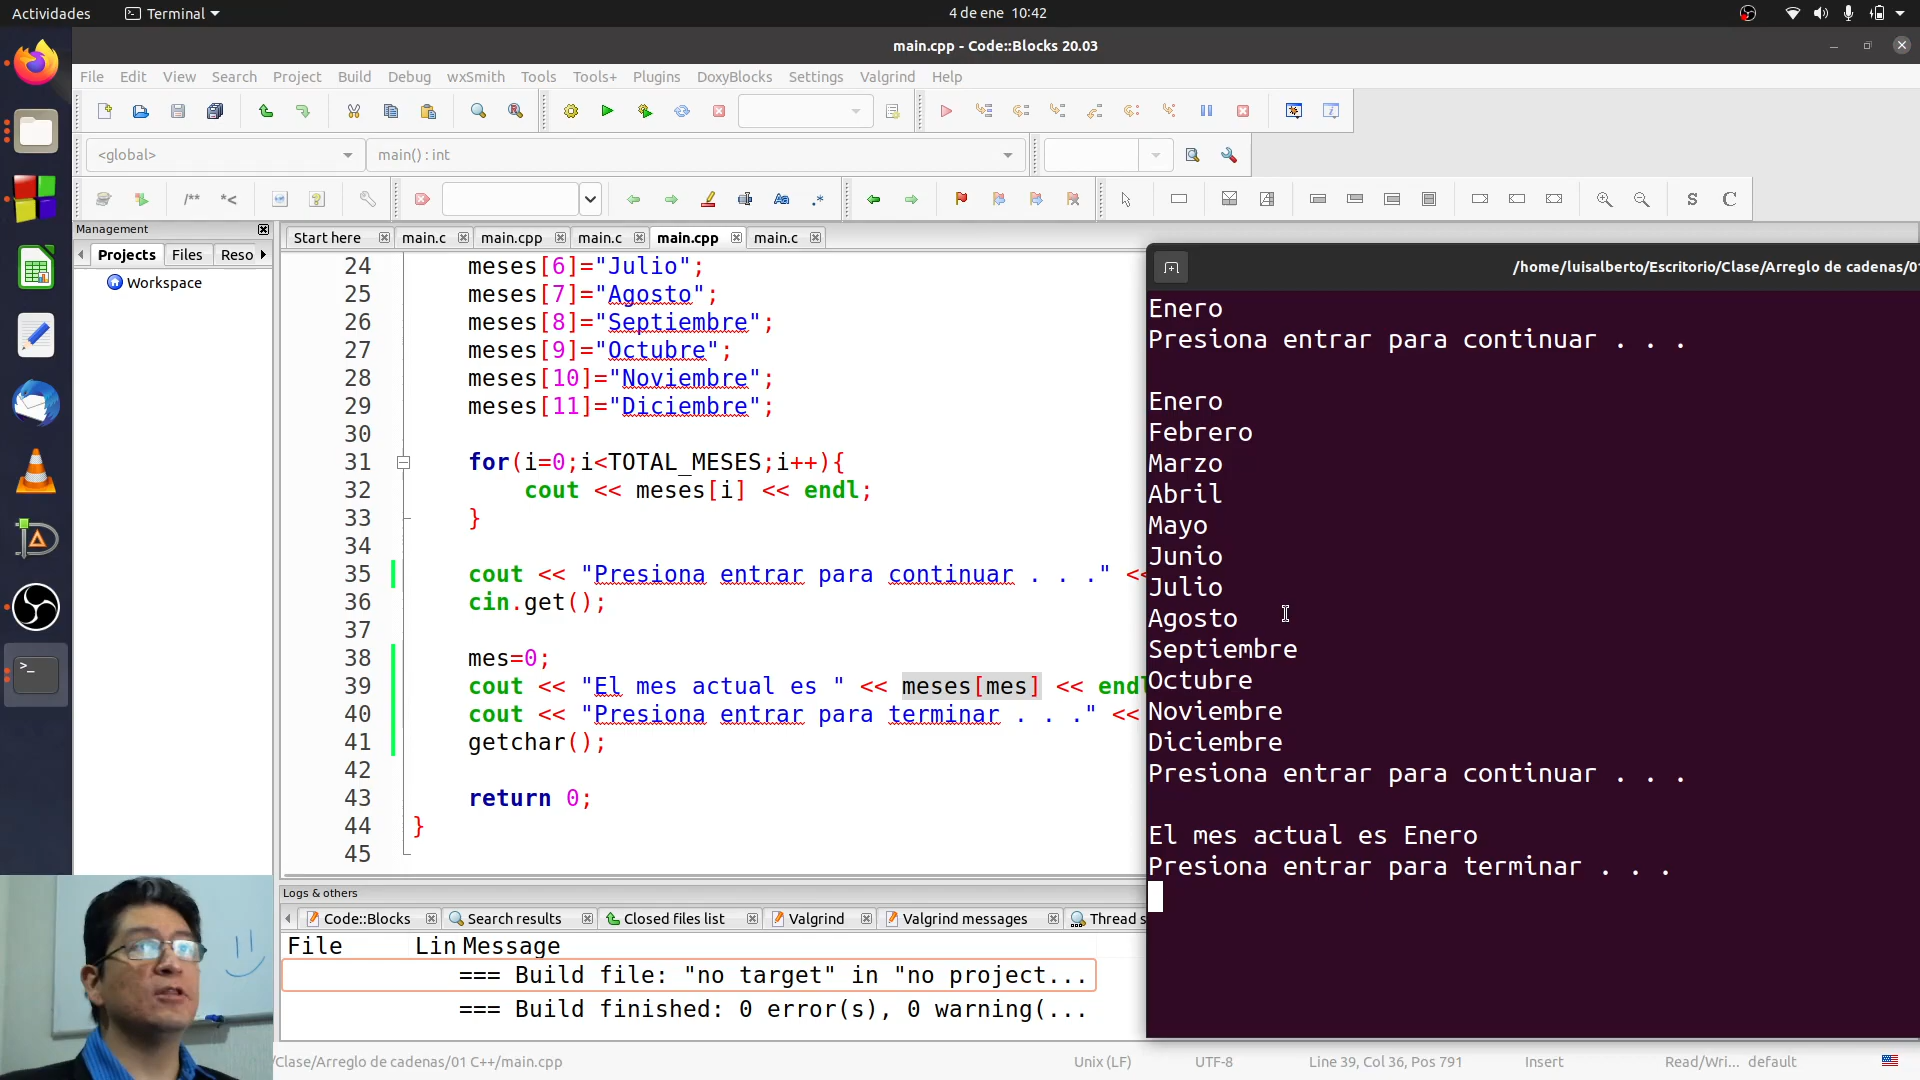 Actividades
Terminal
4 de ene 10:42
main.cpp - Code::Blocks 20.03
File Edit View Search Project Build Debug wxSmith Tools Tools+ Plugins DoxyBlocks Settings Valgrind Help
<global>
main() : int
/** *<
Aa .*
S C
Management
Projects Files Reso
Workspace
Start here main.c main.cpp main.c main.cpp main.c
24 meses[6]="Julio";
25 meses[7]="Agosto";
26 meses[8]="Septiembre";
27 meses[9]="Octubre";
28 meses[10]="Noviembre";
29 meses[11]="Diciembre";
30
31 for(i=0;i<TOTAL_MESES;i++){
32 cout << meses[i] << endl;
33 }
34
35 cout << "Presiona entrar para continuar . . ." <<
36 cin.get();
37
38 mes=0;
39 cout << "El mes actual es " << meses[mes] << endl
40 cout << "Presiona entrar para terminar . . ." <<
41 getchar();
42
43 return 0;
44 }
45
/home/luisalberto/Escritorio/Clase/Arreglo de cadenas/01
Enero
Presiona entrar para continuar . . .
Enero
Febrero
Marzo
Abril
Mayo
Junio
Julio
Agosto
Septiembre
Octubre
Noviembre
Diciembre
Presiona entrar para continuar . . .
El mes actual es Enero
Presiona entrar para terminar . . .
Logs & others
Code::Blocks Search results Closed files list Valgrind Valgrind messages Thread s
File Lin Message
=== Build file: "no target" in "no project...
=== Build finished: 0 error(s), 0 warning(...
/Clase/Arreglo de cadenas/01 C++/main.cpp
Unix (LF) UTF-8 Line 39, Col 36, Pos 791 Insert Read/Wri... default